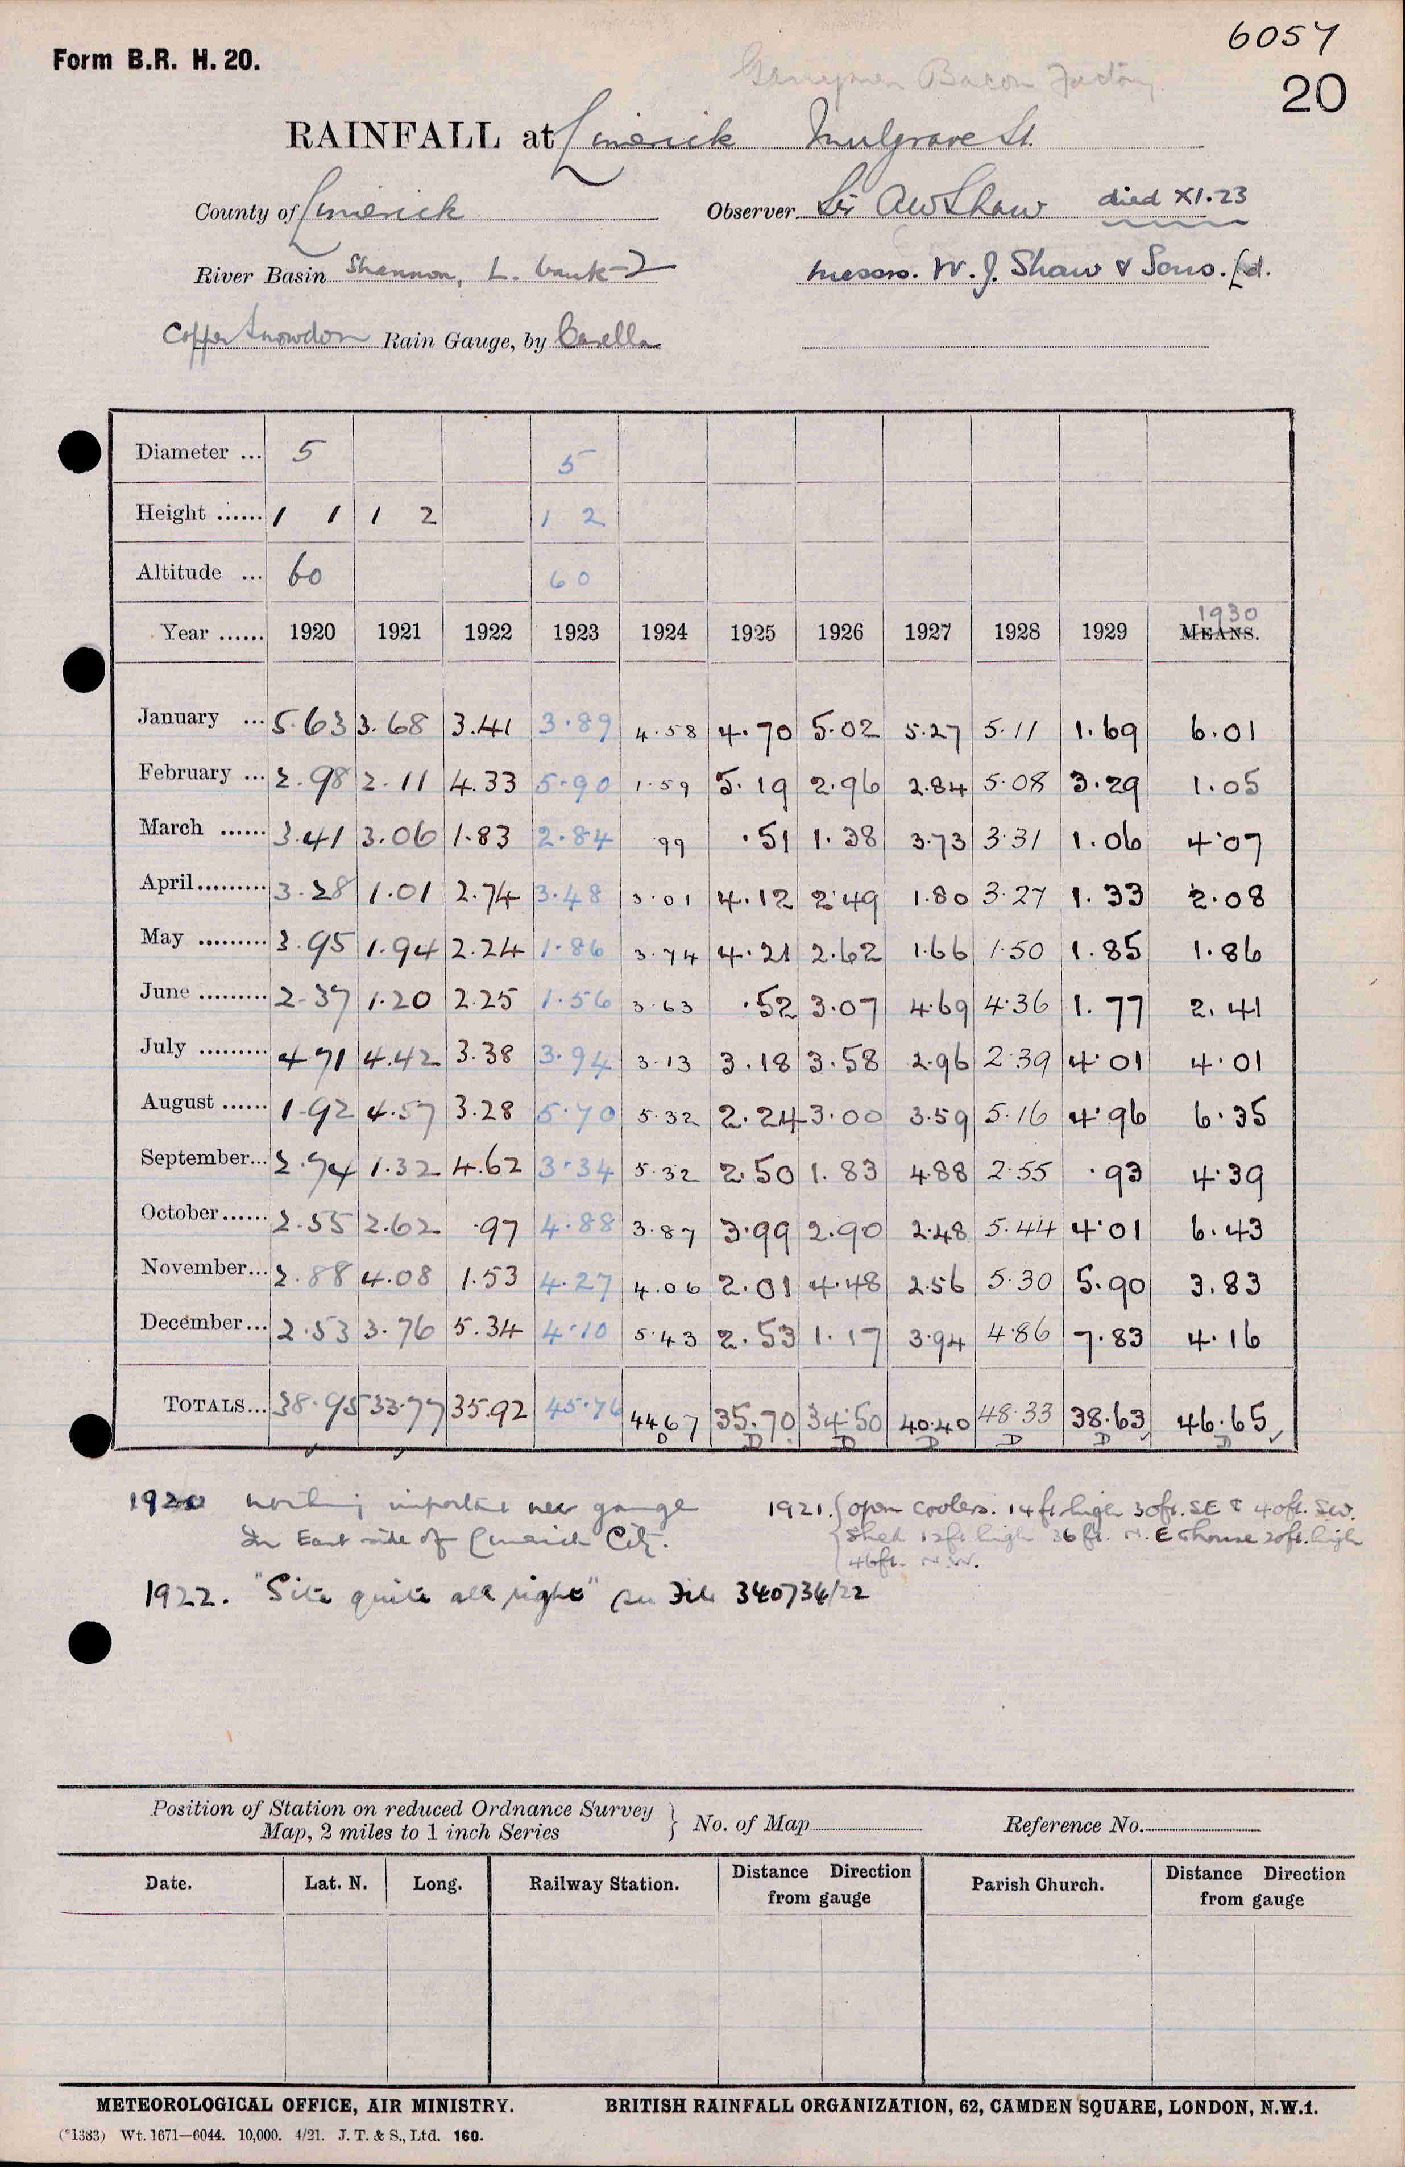 6057
Form B.R. H. 20.
Bacon Factory
20
RAINFALL at Limerick Mulgrave St.
County of Limerick Observer Sir A W Shaw died XI.23
River Basin Shannon, L. bank-2 Messrs. W. J. Shaw & Sons. Ld.
Copper Snowdon Rain Gauge, by Casella
Diameter ... 5 5
Height ...... 1 1 1 2 1 2
Altitude ... 60 60
Year ...... 1920 1921 1922 1923 1924 1925 1926 1927 1928 1929 MEANS. 1930
January ... 5.63 3.68 3.41 3.89 4.58 4.70 5.02 5.27 5.11 1.69 6.01
February ... 2.98 2.11 4.33 5.90 1.59 5.19 2.96 2.84 5.08 3.29 1.05
March ...... 3.41 3.06 1.83 2.84 99 .51 1.38 3.73 3.31 1.06 4.07
April......... 3.28 1.01 2.74 3.48 3.01 4.12 2.49 1.80 3.27 1.33 2.08
May ......... 3.95 1.94 2.24 1.86 3.74 4.21 2.62 1.66 1.50 1.85 1.86
June ......... 2.37 1.20 2.25 1.56 3.63 .52 3.07 4.69 4.36 1.77 2.41
July ......... 4.71 4.42 3.38 3.94 3.13 3.18 3.58 2.96 2.39 4.01 4.01
August ...... 1.92 4.57 3.28 5.70 5.32 2.24 3.00 3.59 5.16 4.96 6.35
September... 2.74 1.32 4.62 3.34 5.32 2.50 1.83 4.88 2.55 .93 4.39
October...... 2.55 2.62 .97 4.88 3.87 3.99 2.90 2.48 5.44 4.01 6.43
November... 2.88 4.08 1.53 4.27 4.06 2.01 4.48 2.56 5.30 5.90 3.83
December... 2.53 3.76 5.34 4.10 5.43 2.53 1.17 3.94 4.86 7.83 4.16
TOTALS... 38.95 33.77 35.92 45.76 44.67 35.70 34.50 40.40 48.33 38.63 46.65
D D D D D D D
1920 nothing important near gauge
In East side of Limerick City.
1921. { open coolers. 14 ft. high 30ft. SE & 40ft. SW.
Shed 12ft high 36 ft. N.E & house 20ft. high
46ft. N.W.
1922. "Site quite all right" see File 340734/22
Position of Station on reduced Ordnance Survey
Map, 2 miles to 1 inch Series } No. of Map Reference No.
Date. Lat. N. Long. Railway Station. Distance Direction from gauge Parish Church. Distance Direction from gauge
METEOROLOGICAL OFFICE, AIR MINISTRY. BRITISH RAINFALL ORGANIZATION, 62, CAMDEN SQUARE, LONDON, N.W.1.
(*1383) Wt. 1671—6044. 10,000. 4/21. J. T. & S., Ltd. 160.